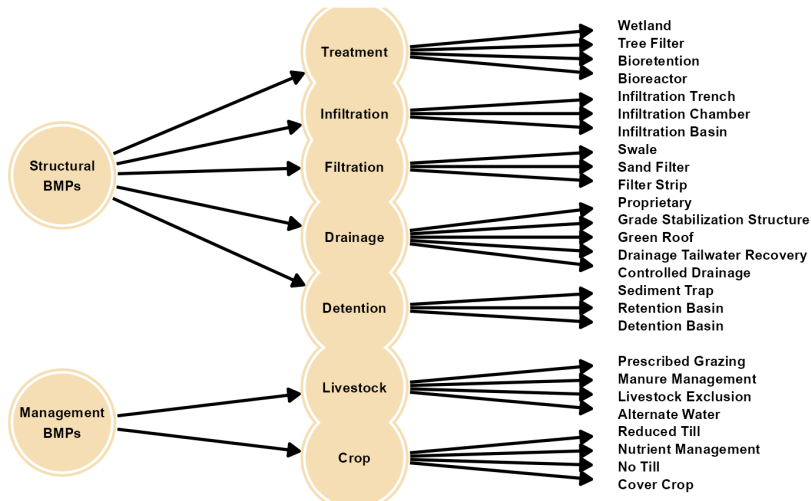 Structural
BMPs
Management
BMPs
Treatment
Infiltration
Filtration
Drainage
Detention
Livestock
Crop
Wetland
Tree Filter
Bioretention
Bioreactor
Infiltration Trench
Infiltration Chamber
Infiltration Basin
Swale
Sand Filter
Filter Strip
Proprietary
Grade Stabilization Structure
Green Roof
Drainage Tailwater Recovery
Controlled Drainage
Sediment Trap
Retention Basin
Detention Basin
Prescribed Grazing
Manure Management
Livestock Exclusion
Alternate Water
Reduced Till
Nutrient Management
No Till
Cover Crop